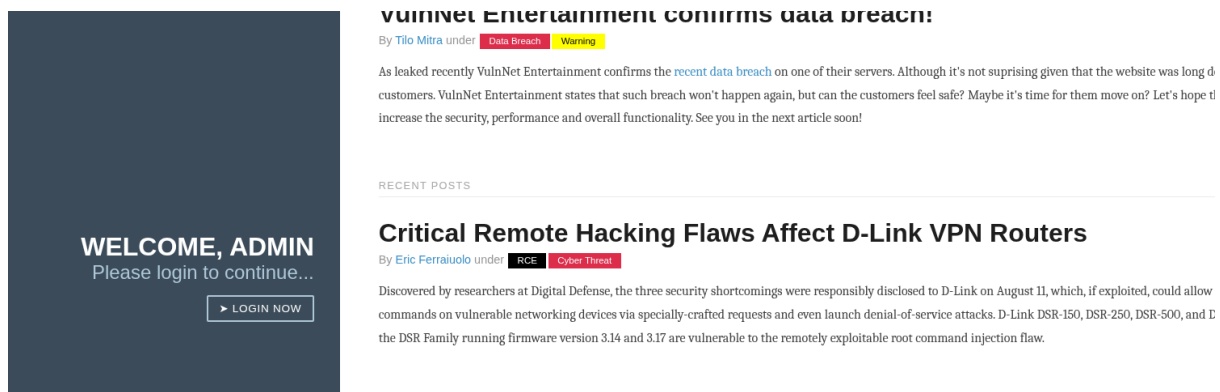 WELCOME, ADMIN
Please login to continue...
➤ LOGIN NOW
VulnNet Entertainment confirms data breach!
By Tilo Mitra under Data Breach Warning
As leaked recently VulnNet Entertainment confirms the recent data breach on one of their servers. Although it's not suprising given that the website was long
customers. VulnNet Entertainment states that such breach won't happen again, but can the customers feel safe? Maybe it's time for them move on? Let's hope
increase the security, performance and overall functionality. See you in the next article soon!
RECENT POSTS
Critical Remote Hacking Flaws Affect D-Link VPN Routers
By Eric Ferraiuolo under RCE Cyber Threat
Discovered by researchers at Digital Defense, the three security shortcomings were responsibly disclosed to D-Link on August 11, which, if exploited, could allow
commands on vulnerable networking devices via specially-crafted requests and even launch denial-of-service attacks. D-Link DSR-150, DSR-250, DSR-500, and
the DSR Family running firmware version 3.14 and 3.17 are vulnerable to the remotely exploitable root command injection flaw.